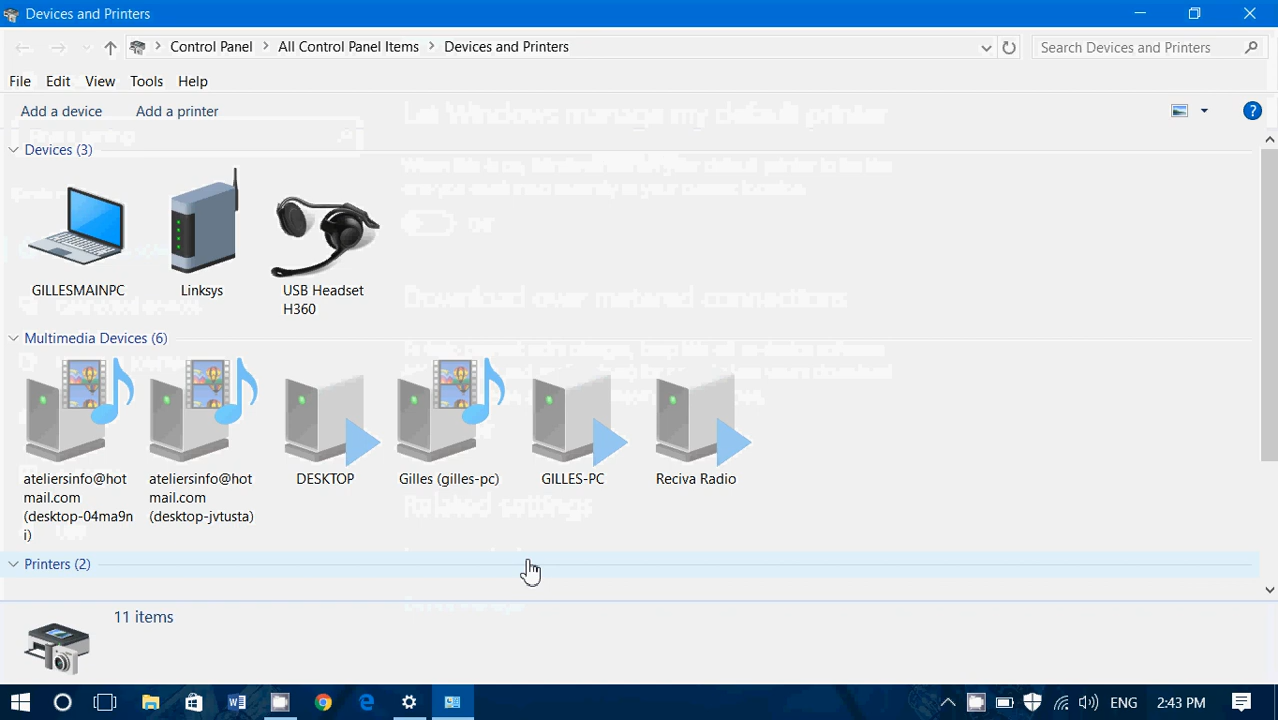 Devices and Printers
Control Panel > All Control Panel Items > Devices and Printers
Search Devices and Printers
File Edit View Tools Help
Add a device Add a printer
Let Windows manage my default printer
Devices (3)
GILLESMAINPC
Linksys
USB Headset
H360
Download over metered connections
Multimedia Devices (6)
ateliersinfo@hot
mail.com
(desktop-04ma9n
i)
ateliersinfo@hot
mail.com
(desktop-jvtusta)
DESKTOP
Gilles (gilles-pc)
GILLES-PC
Reciva Radio
Related settings
Printers (2)
11 items
ENG 2:43 PM